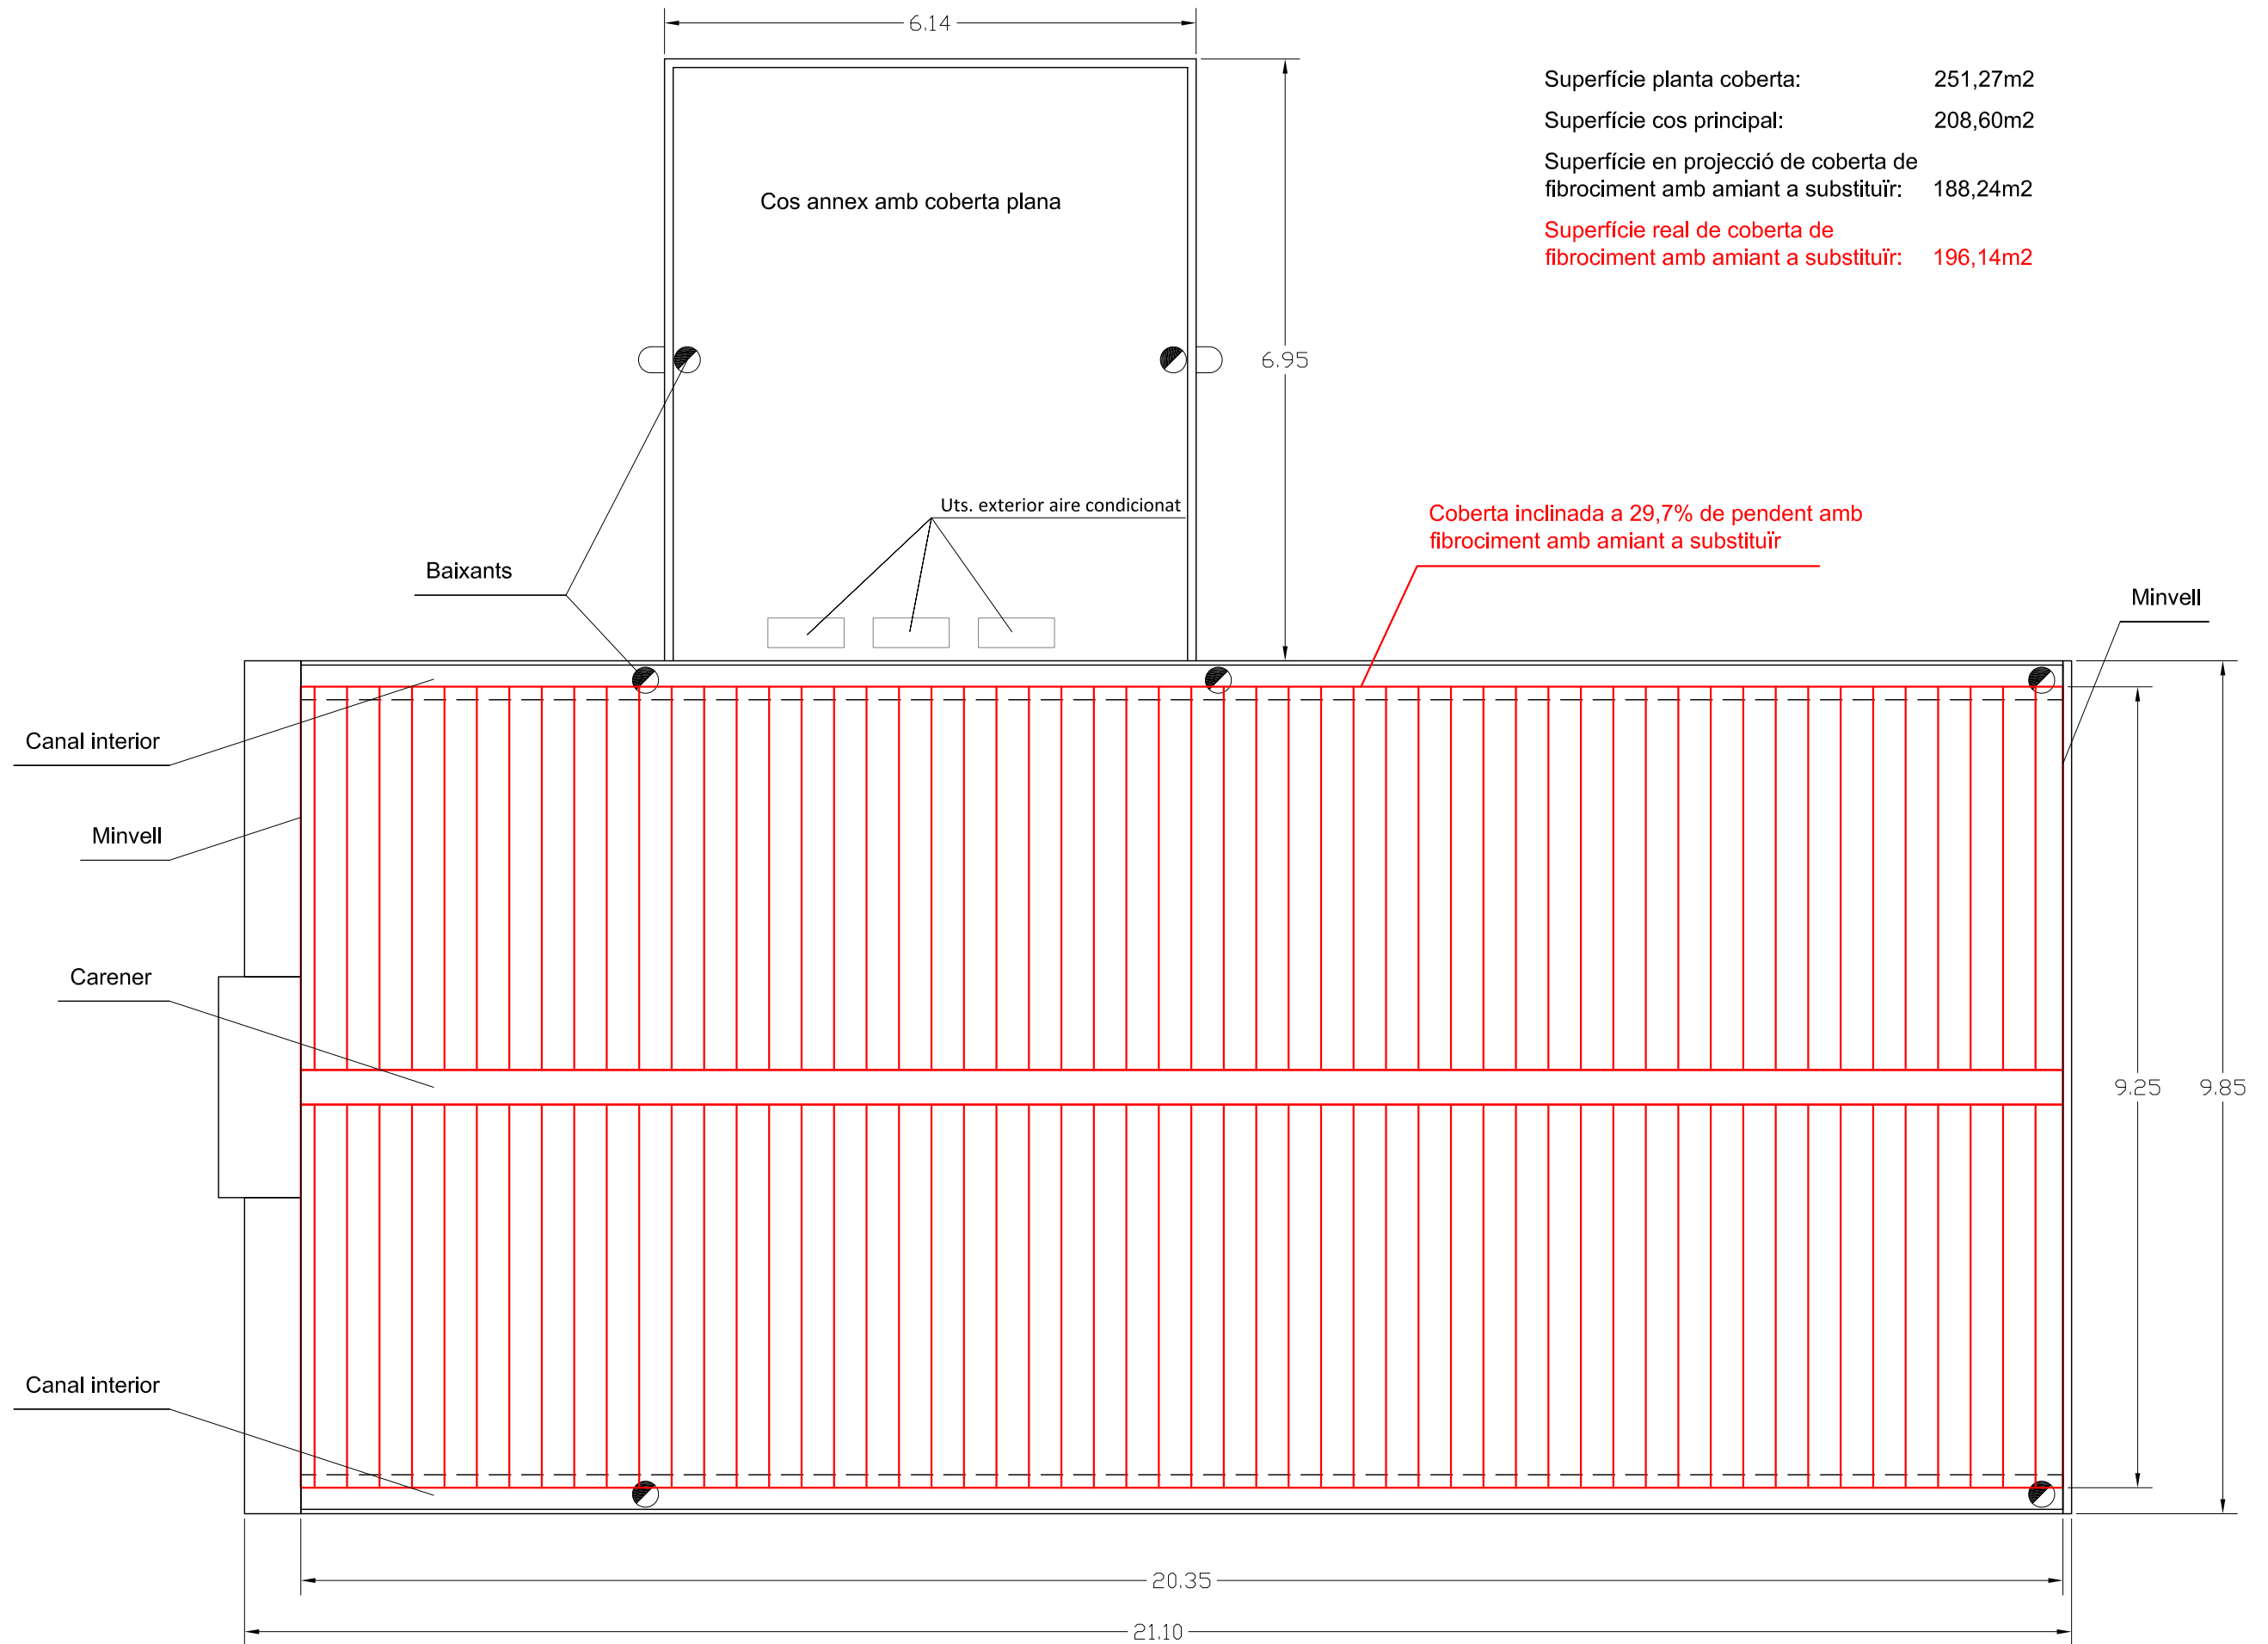 6.14
Superfície planta coberta: 251,27m2
Superfície cos principal: 208,60m2
Superfície en projecció de coberta de
fibrociment amb amiant a substituïr: 188,24m2
Superfície real de coberta de
fibrociment amb amiant a substituïr: 196,14m2
Cos annex amb coberta plana
6.95
Uts. exterior aire condicionat
Coberta inclinada a 29,7% de pendent amb
fibrociment amb amiant a substituïr
Baixants
Minvell
Canal interior
Minvell
Carener
9.25
9.85
Canal interior
20.35
21.10